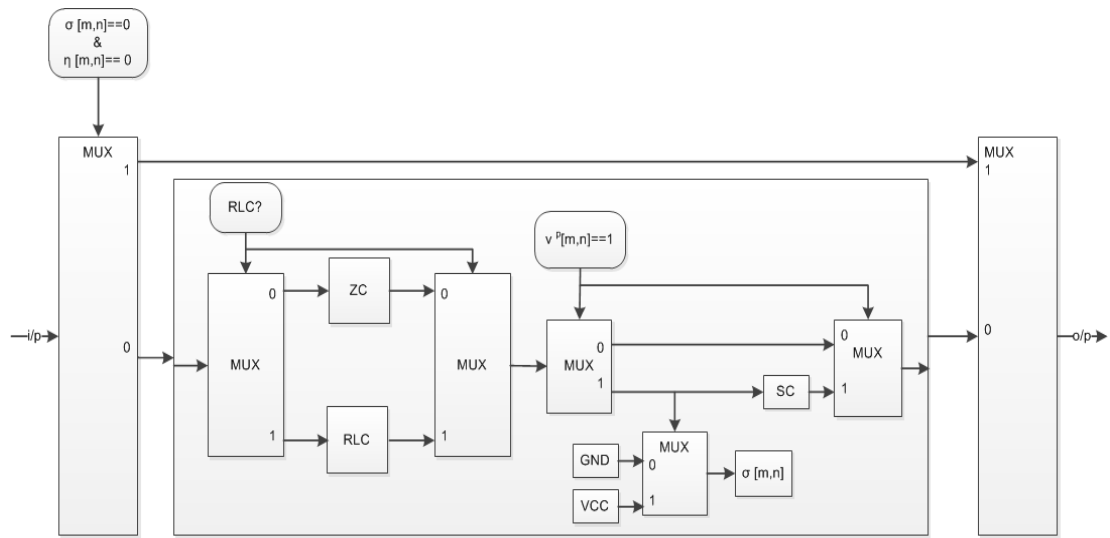 σ [m,n]==0
&
η [m,n]== 0
MUX
1
0
i/p
RLC?
0
MUX
1
ZC
RLC
0
MUX
1
v ᵖ[m,n]==1
MUX
0
1
0
MUX
1
SC
GND
VCC
MUX
0
1
σ [m,n]
MUX
1
0
o/p